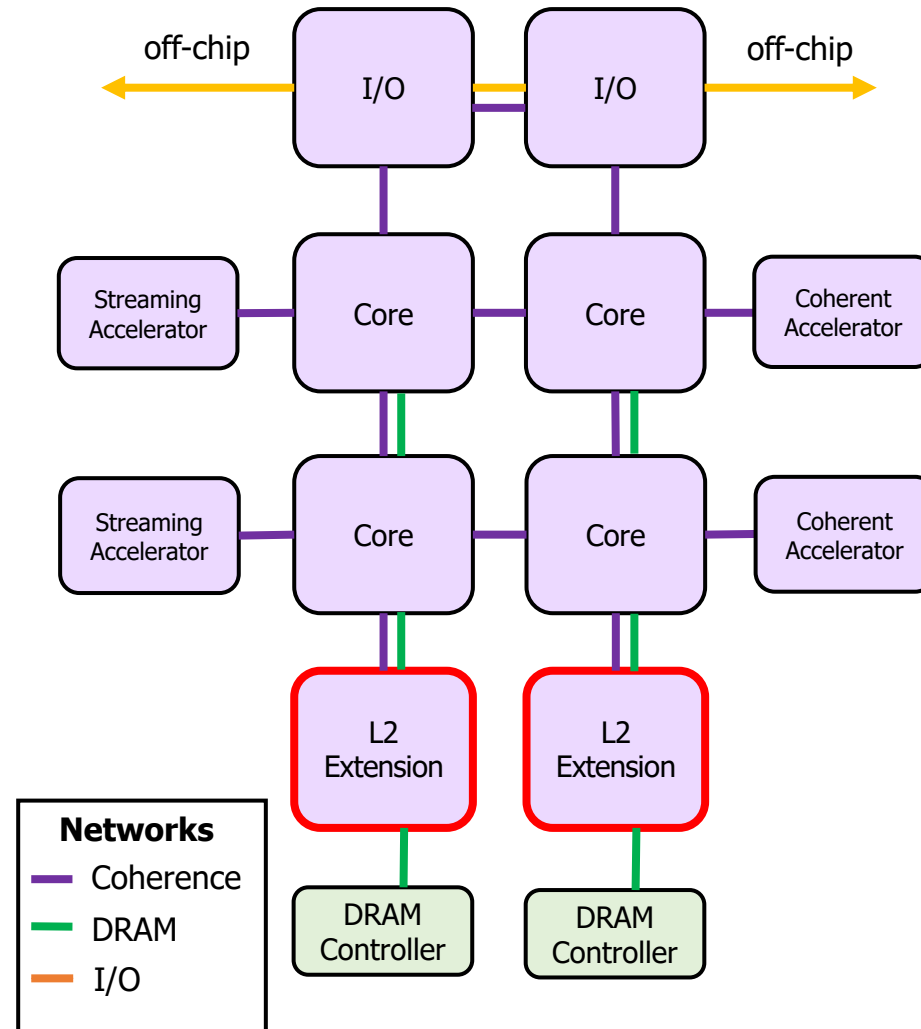 off-chip
off-chip
I/O
I/O
Streaming
Accelerator
Core
Core
Coherent
Accelerator
Streaming
Accelerator
Core
Core
Coherent
Accelerator
L2
Extension
L2
Extension
Networks
Coherence
DRAM
I/O
DRAM
Controller
DRAM
Controller